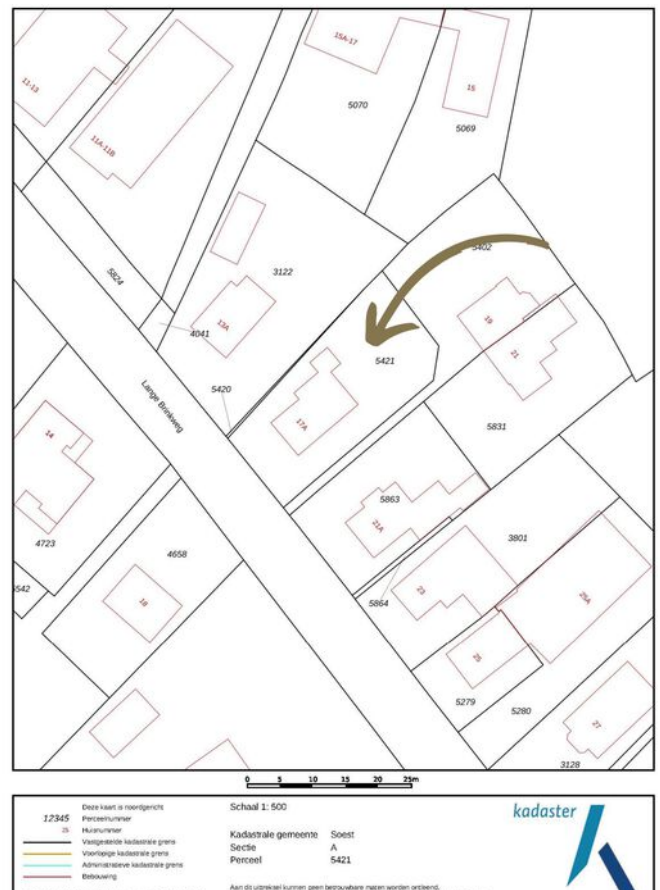 15A-17
15
11-13
5070
11A-11B
5069
5402
3122
5824
19
4041
13A
21
5421
5420
Lange Brinkweg
17A
5831
14
5863
21A
3801
4723
4658
5864
25A
18
23
25
5279
5280
27
3128
0 5 10 15 20 25m
Deze kaart is noordgericht
12345 Perceelnummer
25 Huisnummer
Vastgestelde kadastrale grens
Voorlopige kadastrale grens
Administratieve kadastrale grens
Bebouwing
Schaal 1: 500
Kadastrale gemeente Soest
Sectie A
Perceel 5421
Aan dit uittreksel kunnen geen betrouwbare maten worden ontleend.
kadaster